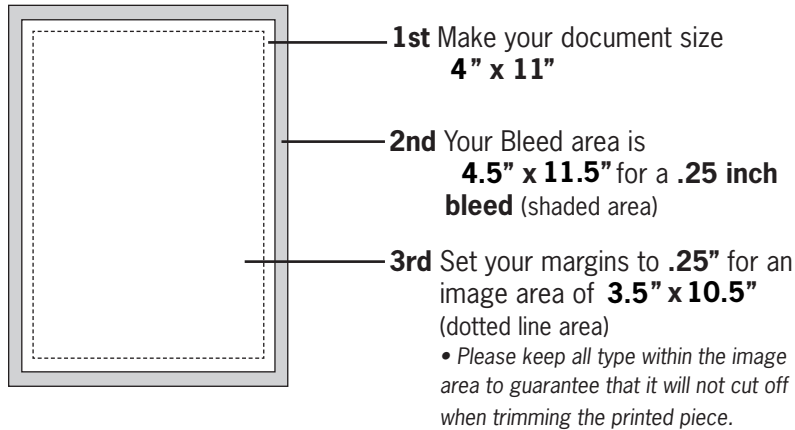 1st Make your document size
4” x 11”
2nd Your Bleed area is
4.5” x 11.5” for a .25 inch
bleed (shaded area)
3rd Set your margins to .25” for an
image area of 3.5” x 10.5”
(dotted line area)
• Please keep all type within the image
area to guarantee that it will not cut off
when trimming the printed piece.